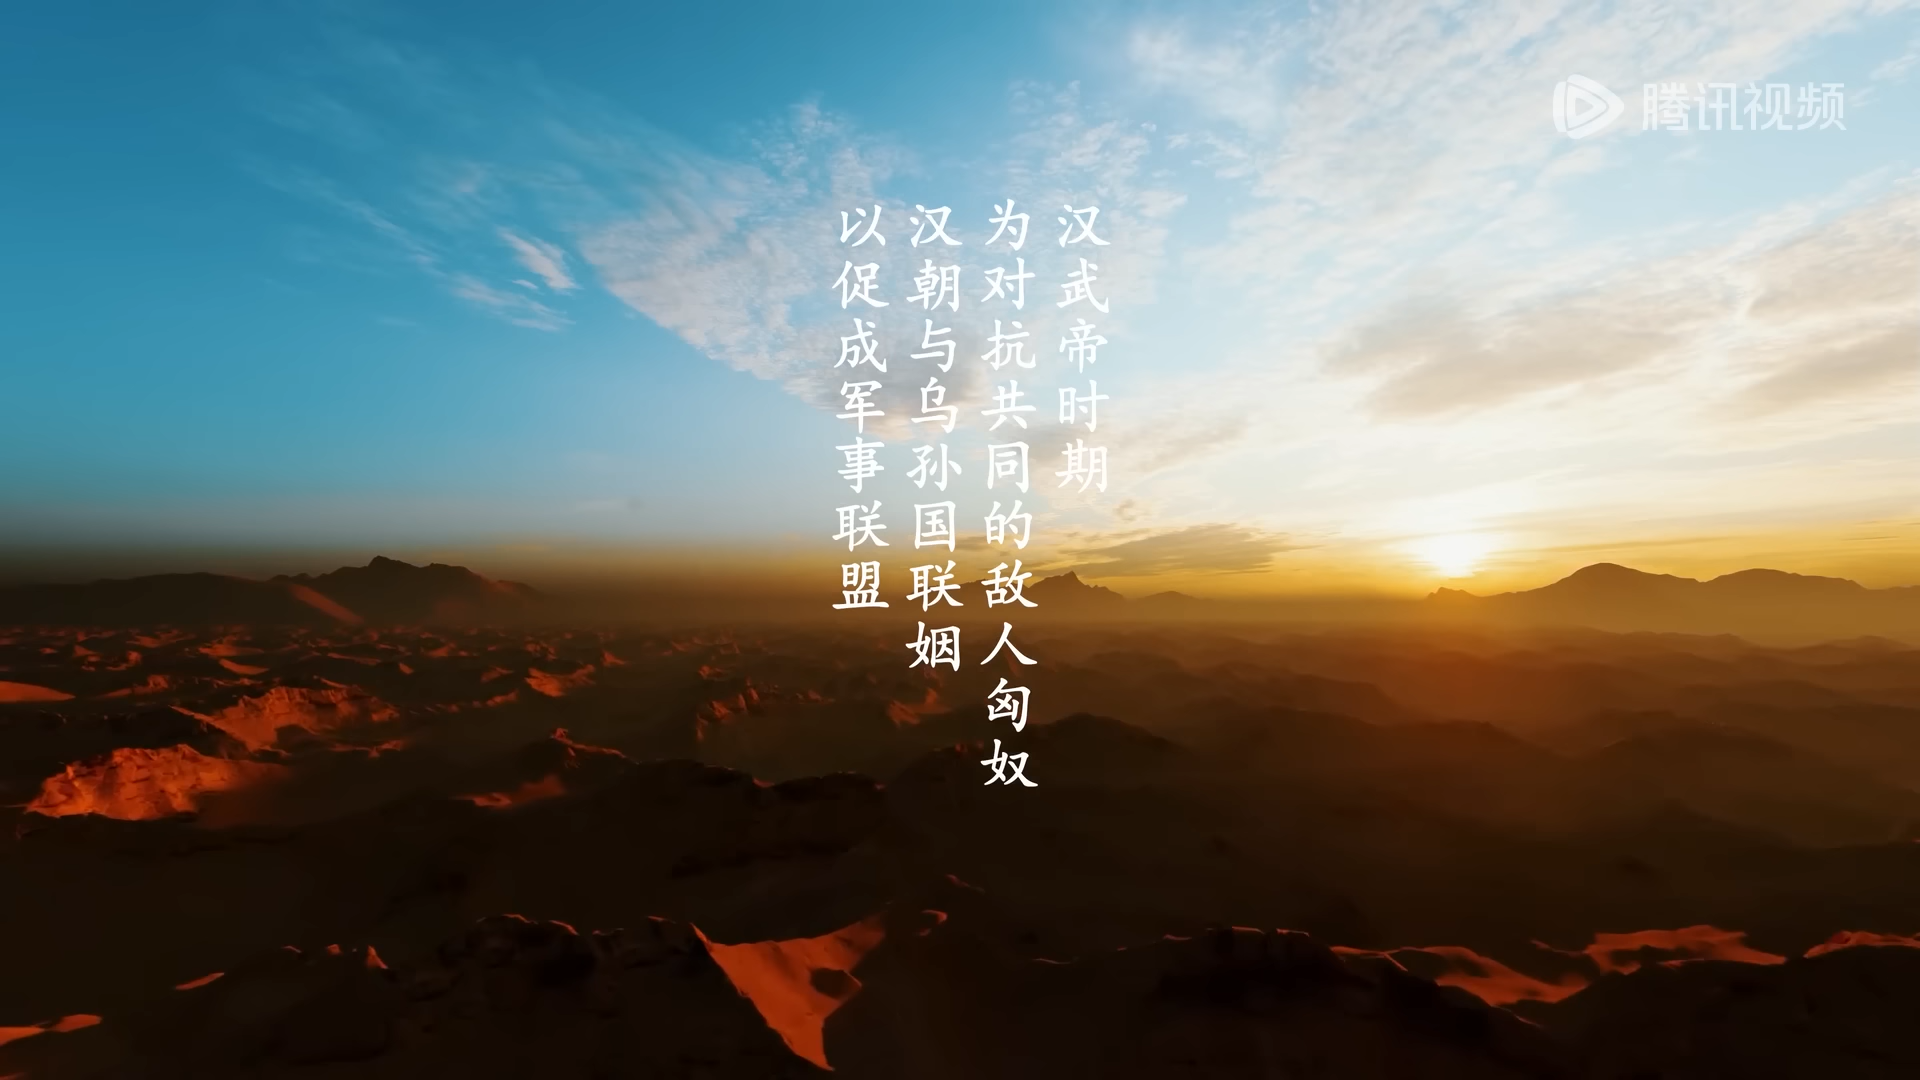 腾讯视频
汉武帝时期
为对抗共同的敌人匈奴
汉朝与乌孙国联姻
以促成军事联盟